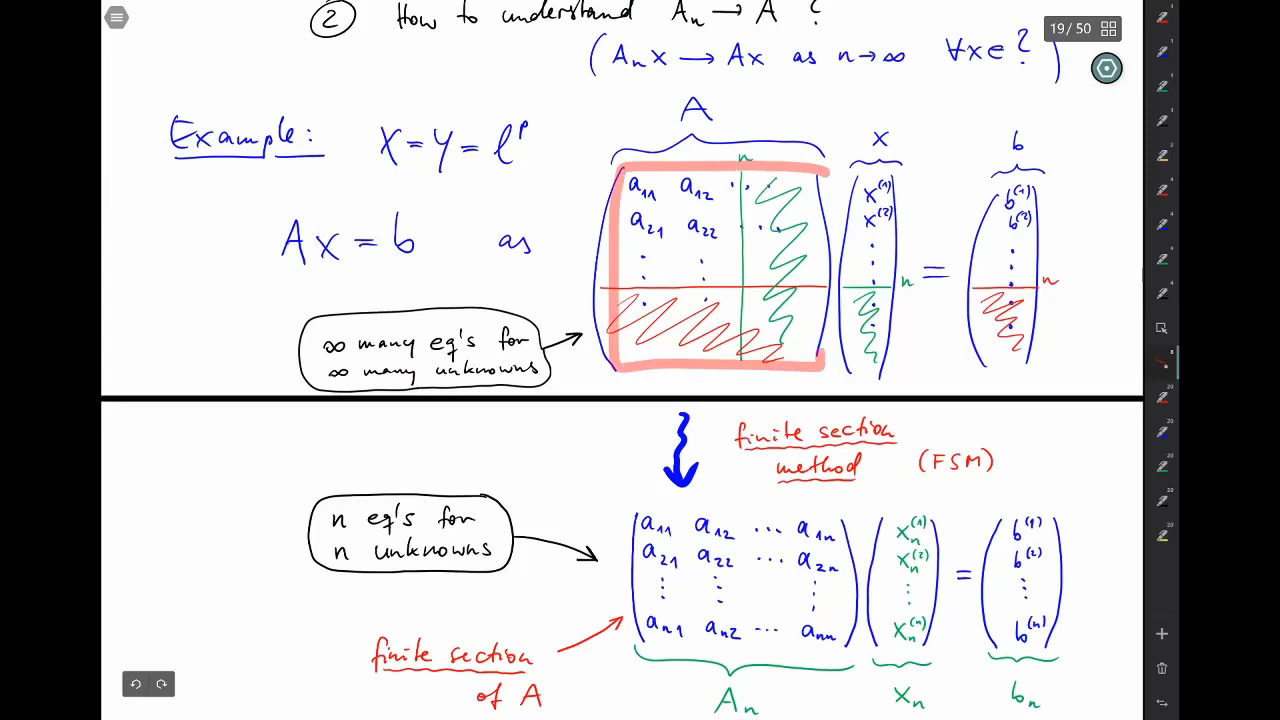 ② How to understand Aₙ → A ?
(Aₙx → Ax as n→∞ ∀x∈?)
19 / 50
Example: X = Y = ℓᵖ
A x b
n
a₁₁ a₁₂ ⋯ x⁽¹⁾ b⁽¹⁾
a₂₁ a₂₂ ⋯ x⁽²⁾ b⁽²⁾
⋮ ⋮ ⋮ ⋮
Ax = b as =
n n
∞ many eq's for
∞ many unknowns
finite section
method (FSM)
n eq's for
n unknowns
a₁₁ a₁₂ ⋯ a₁ₙ xₙ⁽¹⁾ b⁽¹⁾
a₂₁ a₂₂ ⋯ a₂ₙ xₙ⁽²⁾ = b⁽²⁾
⋮ ⋮ ⋮ ⋮ ⋮
aₙ₁ aₙ₂ ⋯ aₙₙ xₙ⁽ⁿ⁾ b⁽ⁿ⁾
finite section
of A
Aₙ xₙ bₙ